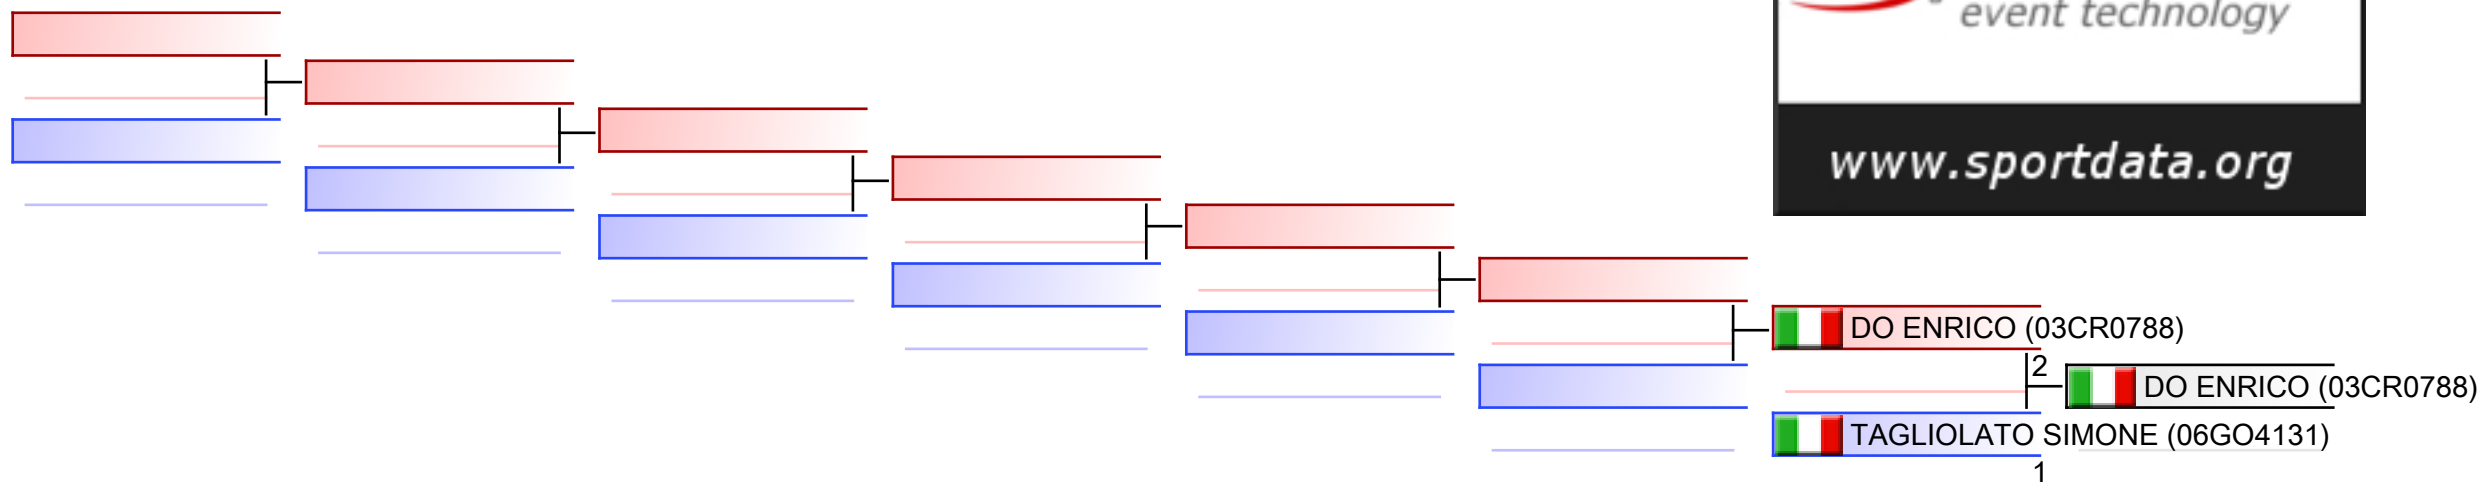 event technology
www.sportdata.org
DO ENRICO (03CR0788)
2
DO ENRICO (03CR0788)
TAGLIOLATO SIMONE (06GO4131)
1